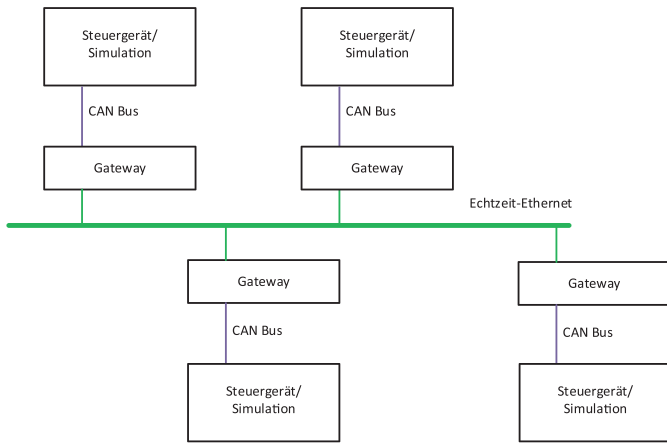 Steuergerät/
Simulation
Steuergerät/
Simulation
CAN Bus
CAN Bus
Gateway
Gateway
Echtzeit-Ethernet
Gateway
Gateway
CAN Bus
CAN Bus
Steuergerät/
Simulation
Steuergerät/
Simulation